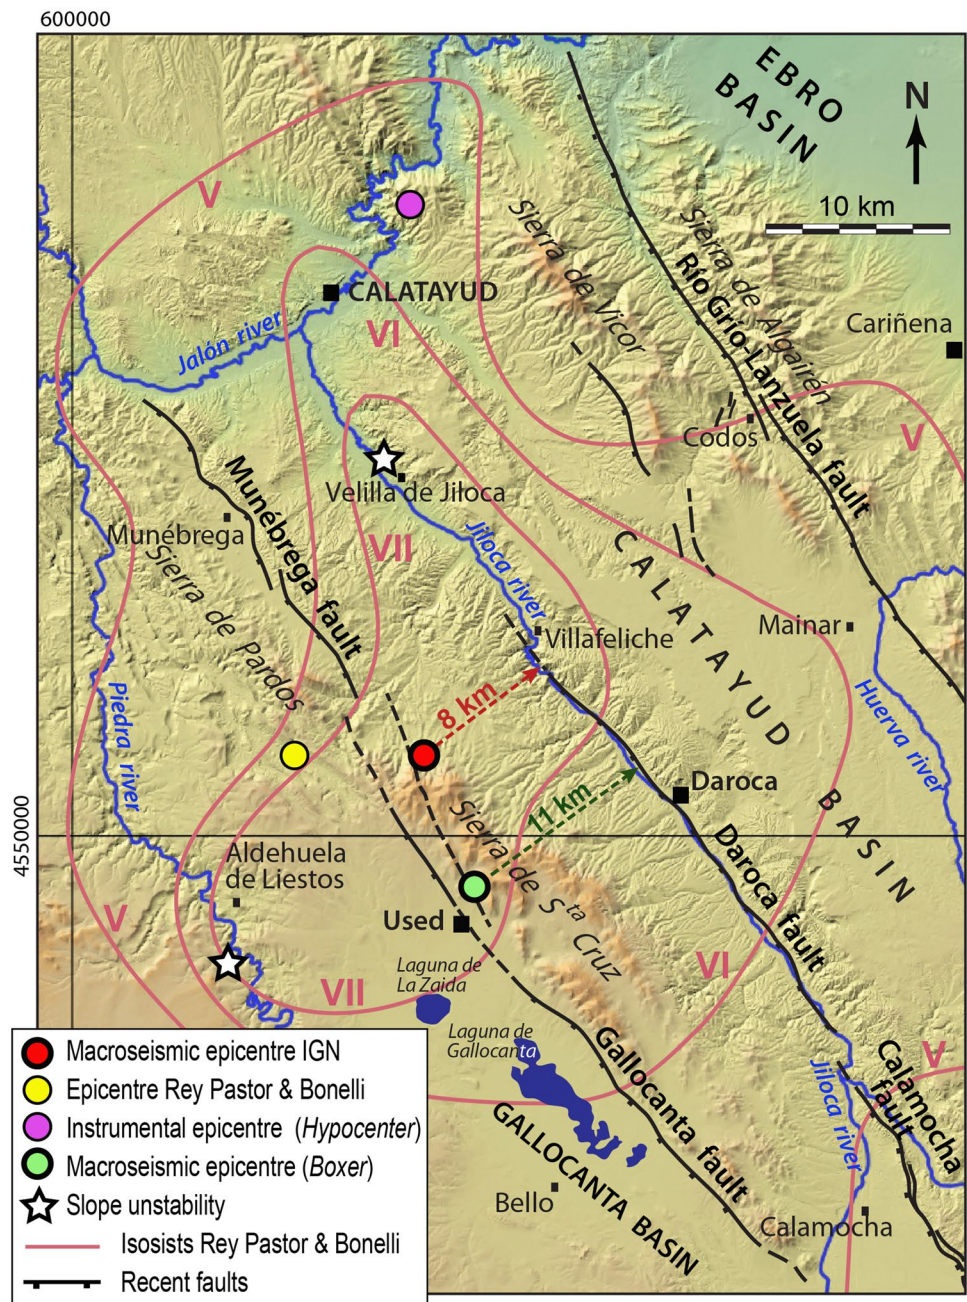 600000
EBRO
BASIN
N
10 km
V
Sierra de Vicor
Sierra de Algairén
Río Grío-Lanzuela fault
CALATAYUD
Jalón river
VI
Cariñena
Codos
V
Velilla de Jiloca
Munébrega
Munébrega fault
Sierra de Pardos
VII
Jiloca river
CALATAYUD
BASIN
Villafeliche
Mainar
Piedra river
8 km
Huerva river
Daroca
11 km
4550000
Aldehuela
de Liestos
Sierra de Sta Cruz
Daroca fault
V
Used
VI
VII
Laguna de
La Zaida
Laguna de
Gallocanta
Gallocanta fault
V
Calamocha
fault
Jiloca river
GALLOCANTA BASIN
Bello
Calamocha
Macroseismic epicentre IGN
Epicentre Rey Pastor & Bonelli
Instrumental epicentre (Hypocenter)
Macroseismic epicentre (Boxer)
Slope unstability
Isosists Rey Pastor & Bonelli
Recent faults